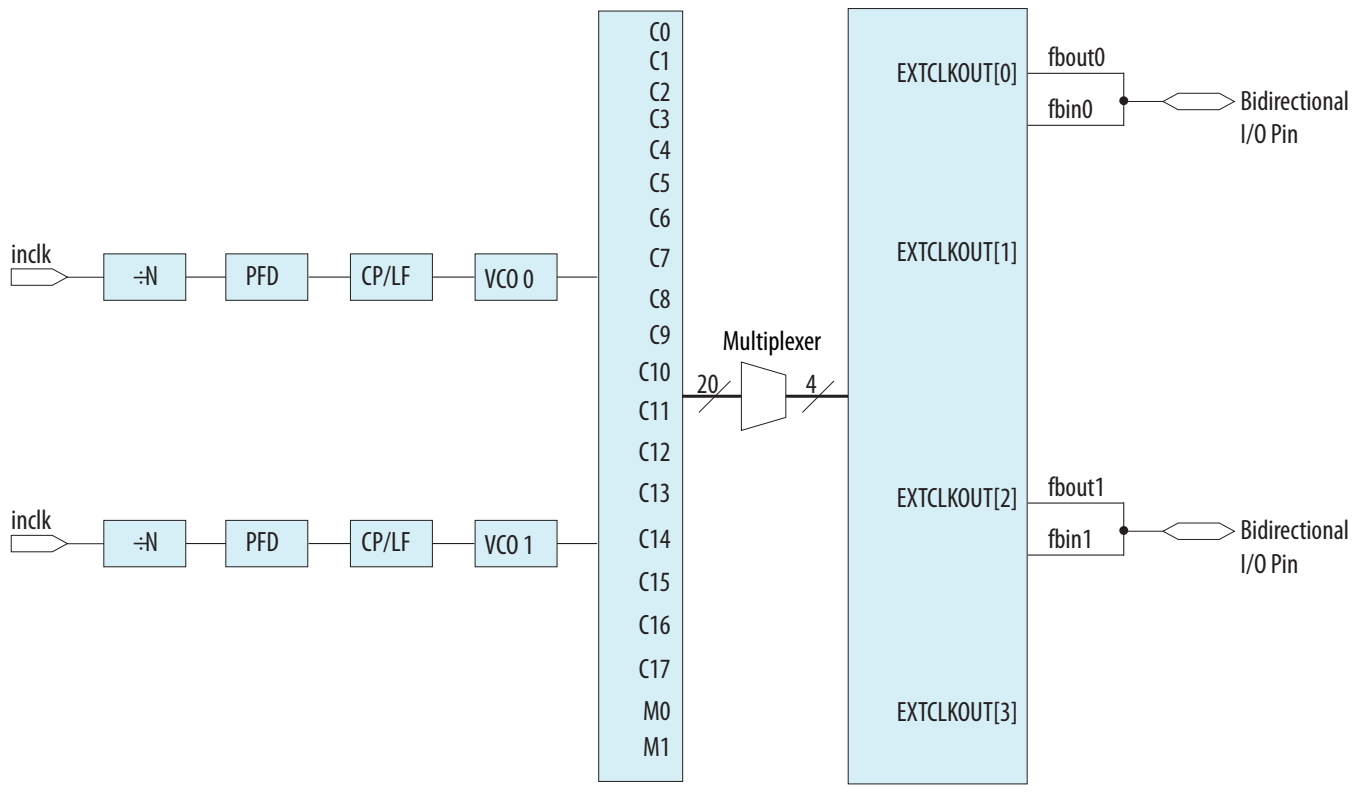 C0
C1
C2
C3
C4
C5
C6
C7
C8
C9
C10
C11
C12
C13
C14
C15
C16
C17
M0
M1
inclk
÷N
PFD
CP/LF
VCO 0
inclk
÷N
PFD
CP/LF
VCO 1
20
Multiplexer
4
EXTCLKOUT[0]
fbout0
fbin0
Bidirectional
I/O Pin
EXTCLKOUT[1]
EXTCLKOUT[2]
fbout1
fbin1
Bidirectional
I/O Pin
EXTCLKOUT[3]